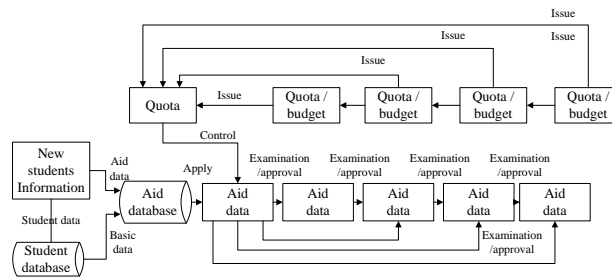 Issue
Issue
Issue
Issue
Quota
Issue
Quota /
budget
Quota /
budget
Quota /
budget
Quota /
budget
Control
New
students
Information
Aid
data
Apply
Examination
/approval
Examination
/approval
Examination
/approval
Examination
/approval
Aid
database
Aid
data
Aid
data
Aid
data
Aid
data
Aid
data
Student data
Basic
data
Student
database
Examination
/approval